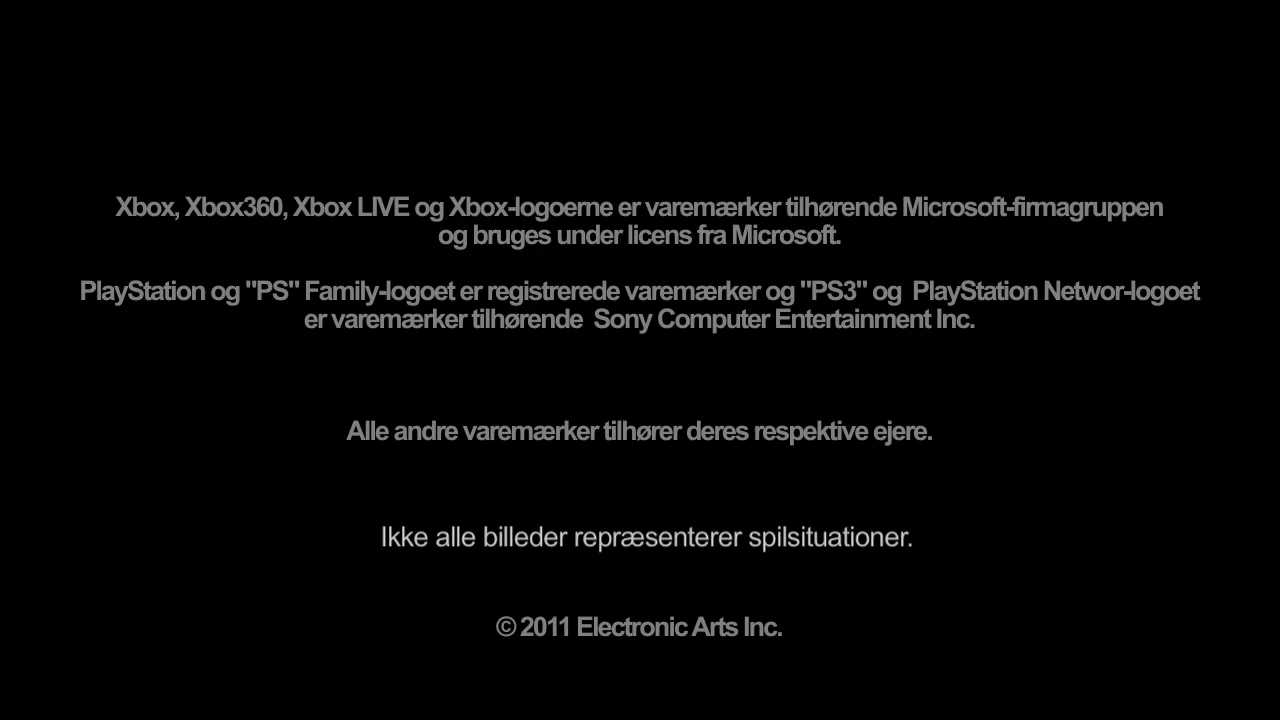 Xbox, Xbox360, Xbox LIVE og Xbox-logoerne er varemærker tilhørende Microsoft-firmagruppen
og bruges under licens fra Microsoft.
PlayStation og "PS" Family-logoet er registrerede varemærker og "PS3" og PlayStation Networ-logoet
er varemærker tilhørende Sony Computer Entertainment Inc.
Alle andre varemærker tilhører deres respektive ejere.
Ikke alle billeder repræsenterer spilsituationer.
© 2011 Electronic Arts Inc.